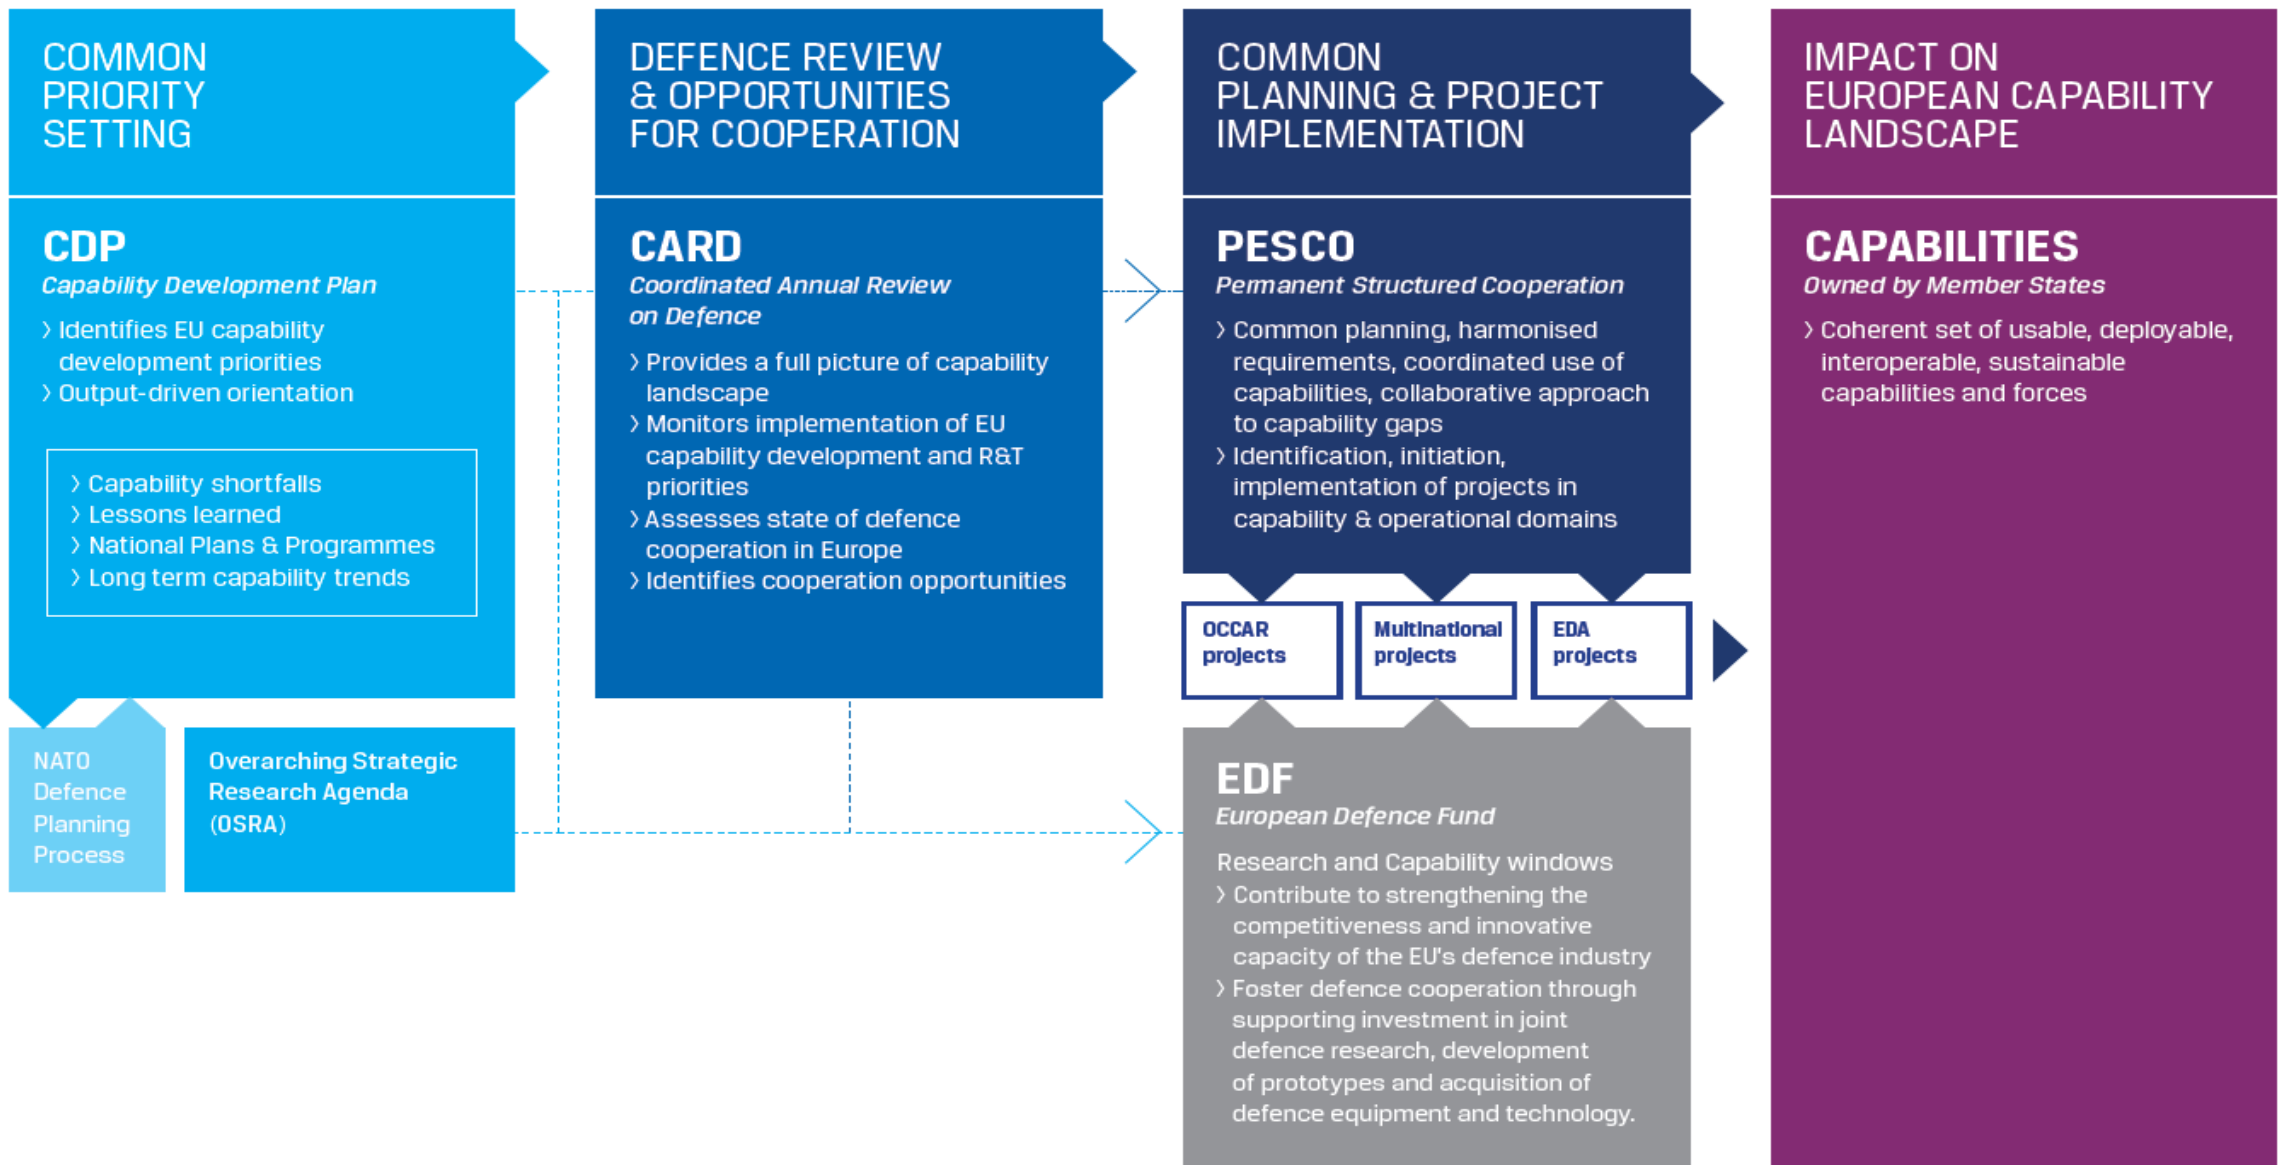 COMMON
PRIORITY
SETTING
CDP
Capability Development Plan
› Identifies EU capability
development priorities
› Output-driven orientation
› Capability shortfalls
› Lessons learned
› National Plans & Programmes
› Long term capability trends
NATO
Defence
Planning
Process
Overarching Strategic
Research Agenda
(OSRA)
DEFENCE REVIEW
& OPPORTUNITIES
FOR COOPERATION
CARD
Coordinated Annual Review
on Defence
› Provides a full picture of capability
landscape
› Monitors implementation of EU
capability development and R&T
priorities
› Assesses state of defence
cooperation in Europe
› Identifies cooperation opportunities
COMMON
PLANNING & PROJECT
IMPLEMENTATION
PESCO
Permanent Structured Cooperation
› Common planning, harmonised
requirements, coordinated use of
capabilities, collaborative approach
to capability gaps
› Identification, initiation,
implementation of projects in
capability & operational domains
OCCAR
projects
Multinational
projects
EDA
projects
EDF
European Defence Fund
Research and Capability windows
› Contribute to strengthening the
competitiveness and innovative
capacity of the EU's defence industry
› Foster defence cooperation through
supporting investment in joint
defence research, development
of prototypes and acquisition of
defence equipment and technology.
IMPACT ON
EUROPEAN CAPABILITY
LANDSCAPE
CAPABILITIES
Owned by Member States
› Coherent set of usable, deployable,
interoperable, sustainable
capabilities and forces